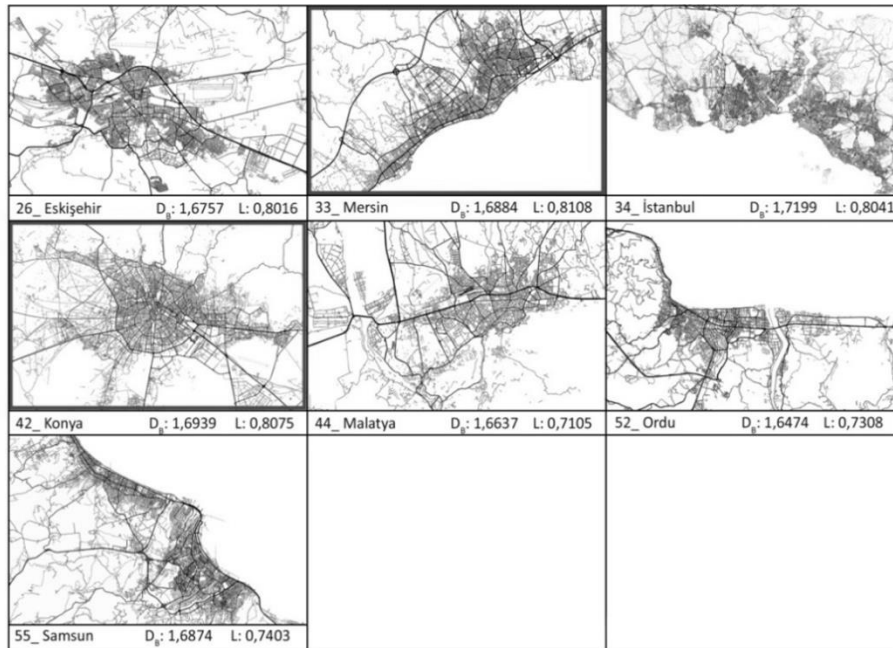 26_ Eskişehir D_B: 1,6757 L: 0,8016
33_ Mersin D_B: 1,6884 L: 0,8108
34_ İstanbul D_B: 1,7199 L: 0,8041
42_ Konya D_B: 1,6939 L: 0,8075
44_ Malatya D_B: 1,6637 L: 0,7105
52_ Ordu D_B: 1,6474 L: 0,7308
55_ Samsun D_B: 1,6874 L: 0,7403